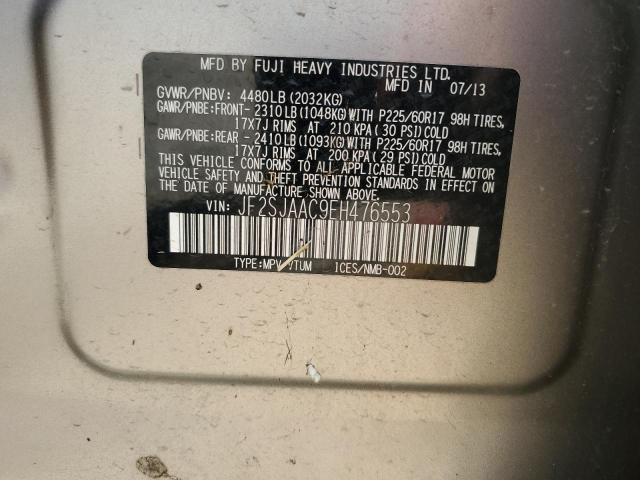 MFD BY FUJI HEAVY INDUSTRIES LTD.
MFD IN 07/13
GVWR/PNBV: 4480LB(2032KG)
GAWR/PNBE:FRONT-2310LB(1048KG)WITH P225/60R17 98H TIRES,
17X7J RIMS AT 210 KPA(30 PSI)COLD
GAWR/PNBE:REAR -2410LB(1093KG)WITH P225/60R17 98H TIRES,
17X7J RIMS AT 200 KPA(29 PSI)COLD
THIS VEHICLE CONFORMS TO ALL APPLICABLE FEDERAL MOTOR
VEHICLE SAFETY AND THEFT PREVENTION STANDARDS IN EFFECT
ON THE DATE OF MANUFACTURE SHOWN ABOVE.
VIN: JF2SJAAC9EH476553
TYPE:MPV/VTUM ICES/NMB-002